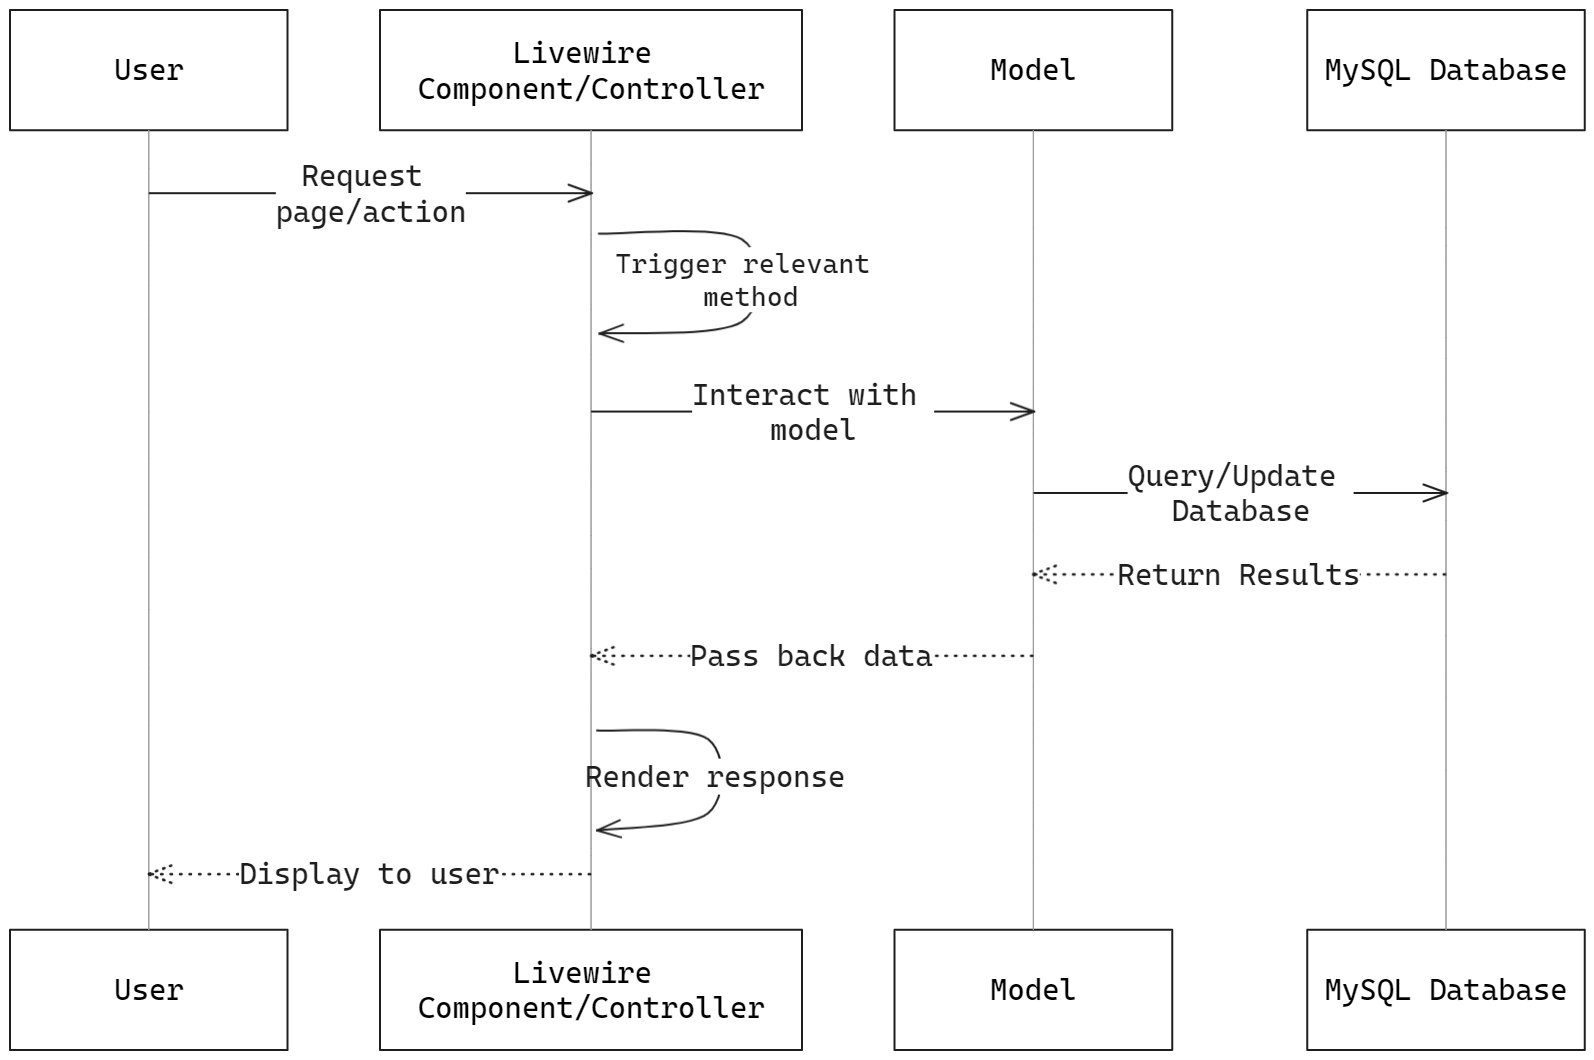 User
Livewire
Component/Controller
Model
MySQL Database
Request
page/action
Trigger relevant
method
Interact with
model
Query/Update
Database
Return Results
Pass back data
Render response
Display to user
User
Livewire
Component/Controller
Model
MySQL Database